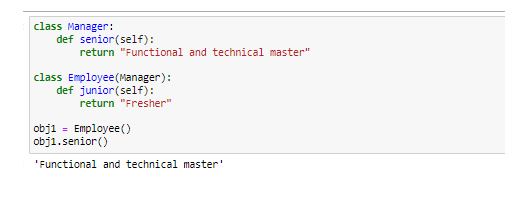 class Manager:
    def senior(self):
        return "Functional and technical master"
class Employee(Manager):
    def junior(self):
        return "Fresher"
obj1 = Employee()
obj1.senior()
'Functional and technical master'